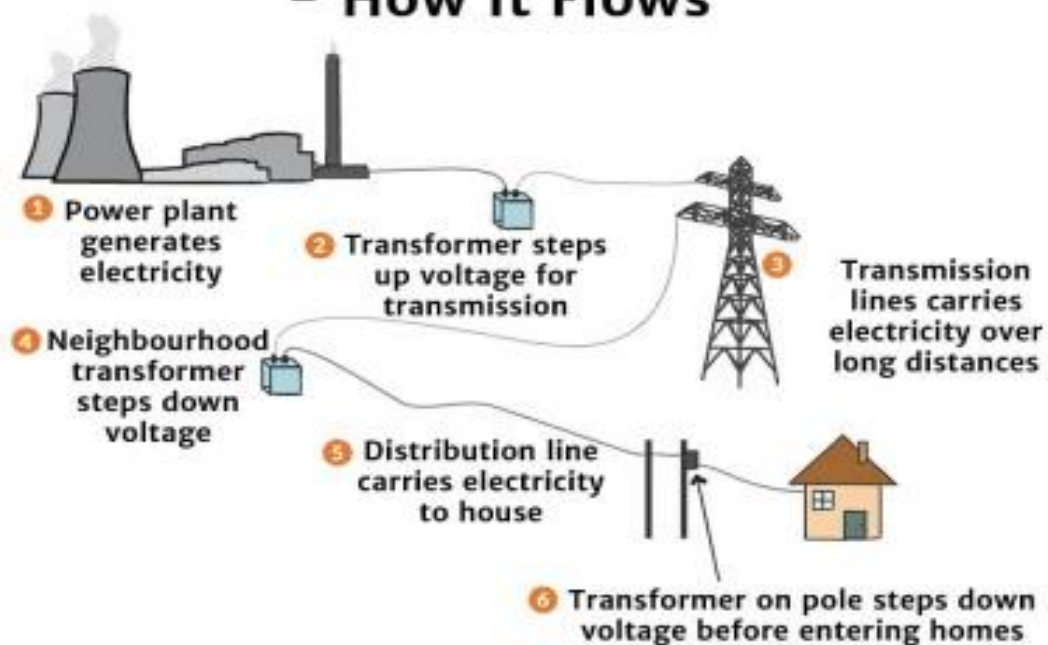 - How it Flows
1 Power plant
generates
electricity
2 Transformer steps
up voltage for
transmission
3 Transmission
lines carries
electricity over
long distances
4 Neighbourhood
transformer
steps down
voltage
5 Distribution line
carries electricity
to house
6 Transformer on pole steps down
voltage before entering homes